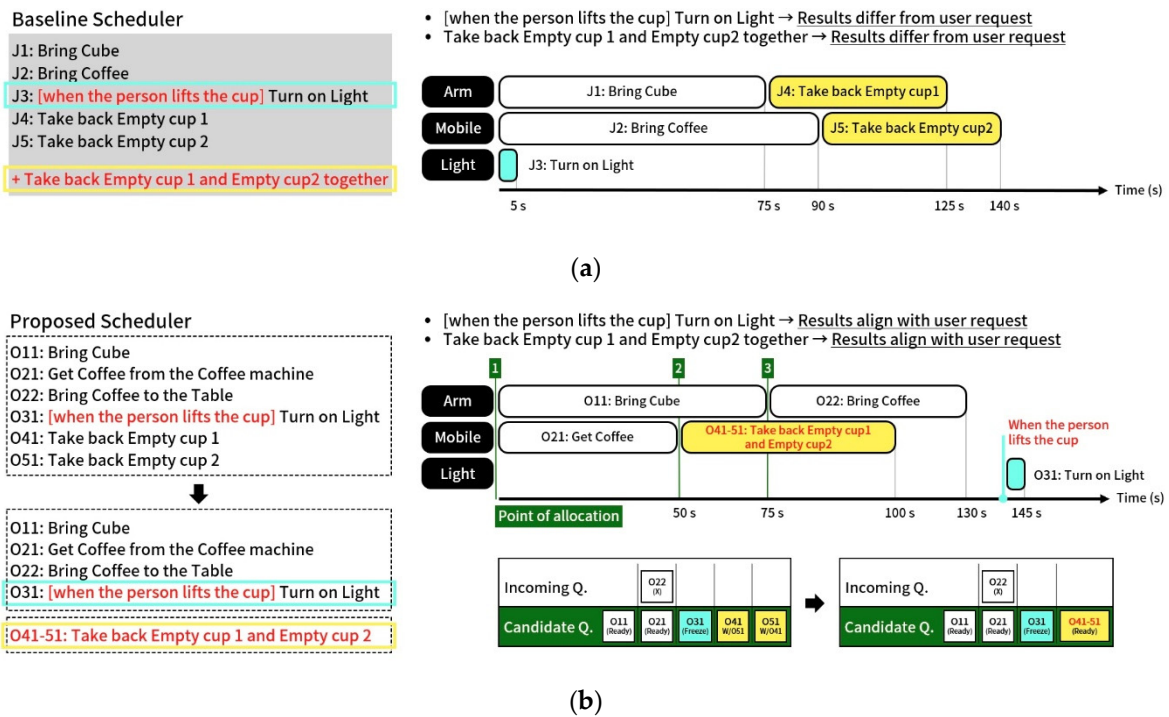 Baseline Scheduler
J1: Bring Cube
J2: Bring Coffee
J3: [when the person lifts the cup] Turn on Light
J4: Take back Empty cup 1
J5: Take back Empty cup 2
+ Take back Empty cup 1 and Empty cup2 together
• [when the person lifts the cup] Turn on Light → Results differ from user request
• Take back Empty cup 1 and Empty cup2 together → Results differ from user request
Arm
J1: Bring Cube
J4: Take back Empty cup1
Mobile
J2: Bring Coffee
J5: Take back Empty cup2
Light
J3: Turn on Light
Time (s)
5 s 75 s 90 s 125 s 140 s
(a)
Proposed Scheduler
O11: Bring Cube
O21: Get Coffee from the Coffee machine
O22: Bring Coffee to the Table
O31: [when the person lifts the cup] Turn on Light
O41: Take back Empty cup 1
O51: Take back Empty cup 2
O11: Bring Cube
O21: Get Coffee from the Coffee machine
O22: Bring Coffee to the Table
O31: [when the person lifts the cup] Turn on Light
O41-51: Take back Empty cup 1 and Empty cup 2
• [when the person lifts the cup] Turn on Light → Results align with user request
• Take back Empty cup 1 and Empty cup2 together → Results align with user request
1 2 3
Arm
O11: Bring Cube
O22: Bring Coffee
Mobile
O21: Get Coffee
O41-51: Take back Empty cup1
and Empty cup2
When the person
lifts the cup
Light
O31: Turn on Light
Time (s)
Point of allocation
50 s 75 s 100 s 130 s 145 s
Incoming Q.
O22
(X)
Candidate Q.
O11
(Ready)
O21
(Ready)
O31
(Freeze)
O41
W/O51
O51
W/O41
Incoming Q.
O22
(X)
Candidate Q.
O11
(Ready)
O21
(Ready)
O31
(Freeze)
O41-51
(Ready)
(b)